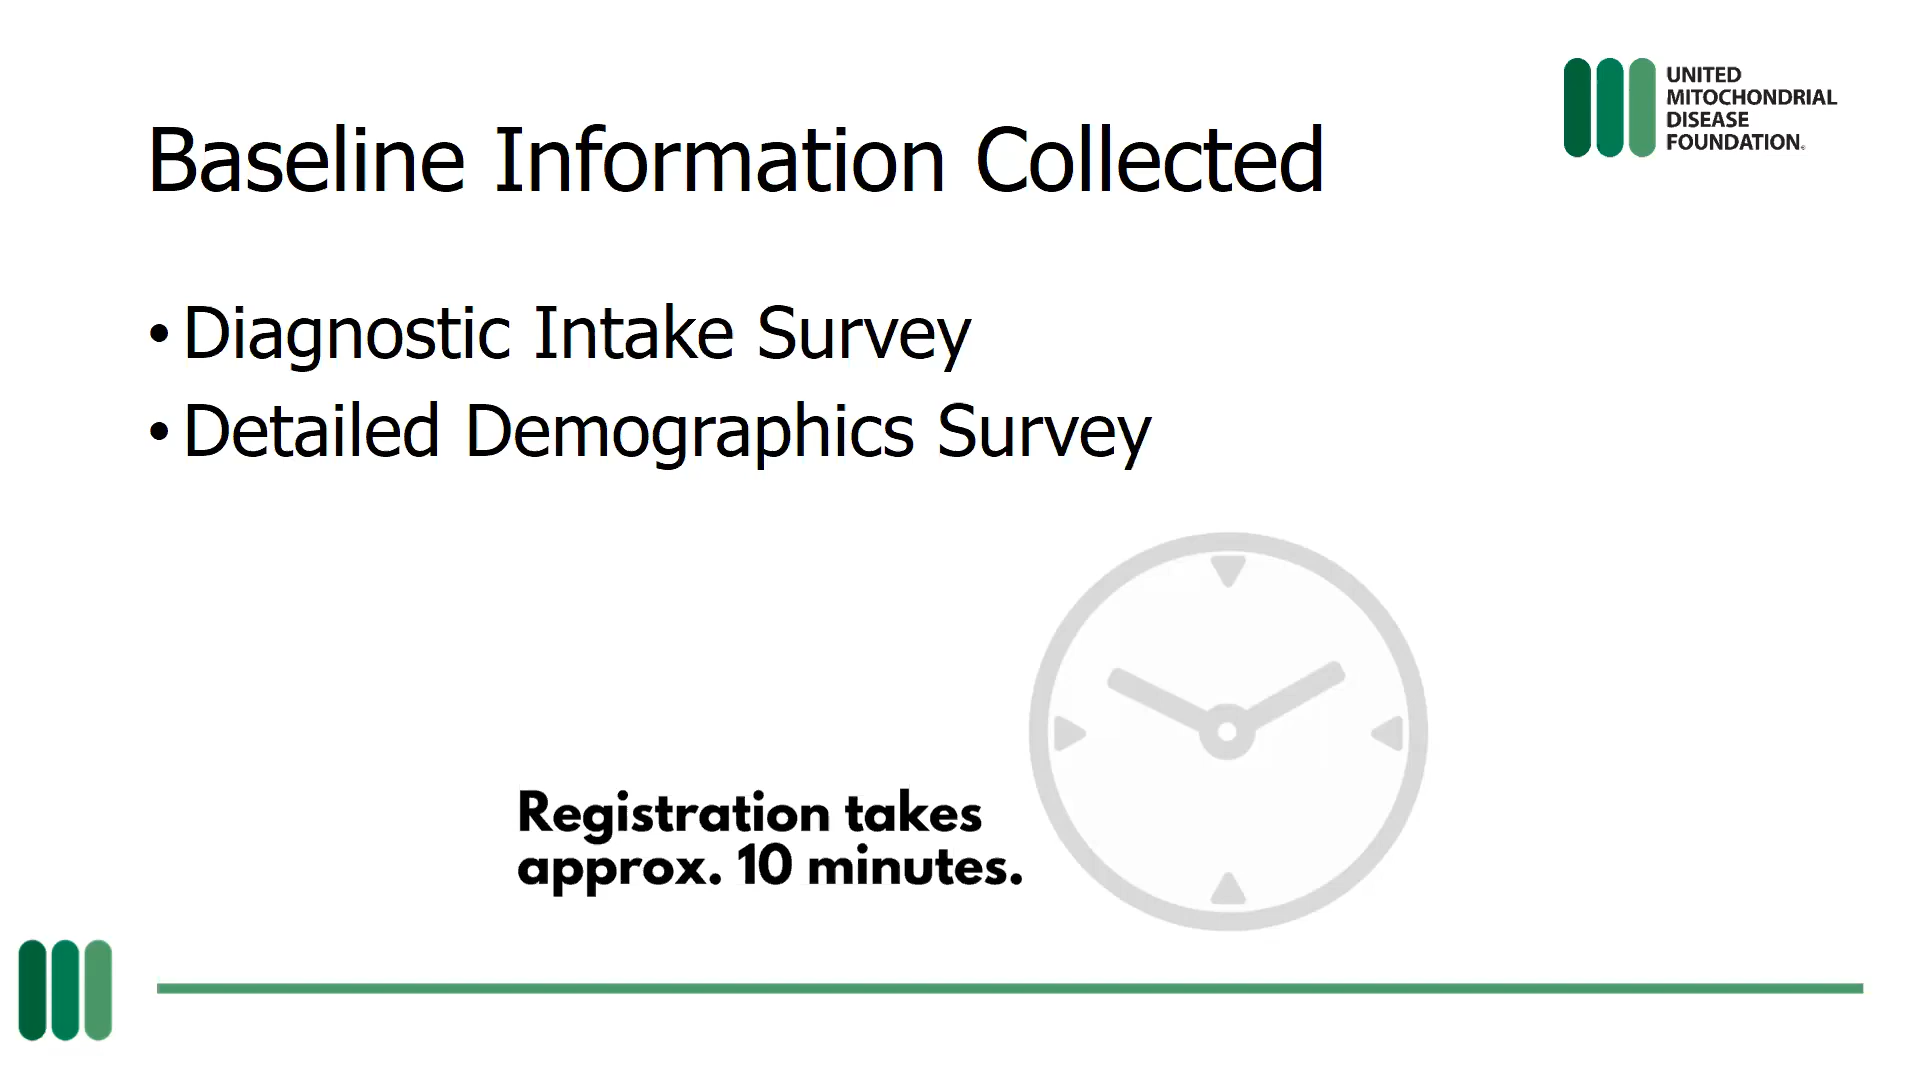 UNITED
MITOCHONDRIAL
DISEASE
FOUNDATION.
Baseline Information Collected
• Diagnostic Intake Survey
• Detailed Demographics Survey
Registration takes
approx. 10 minutes.